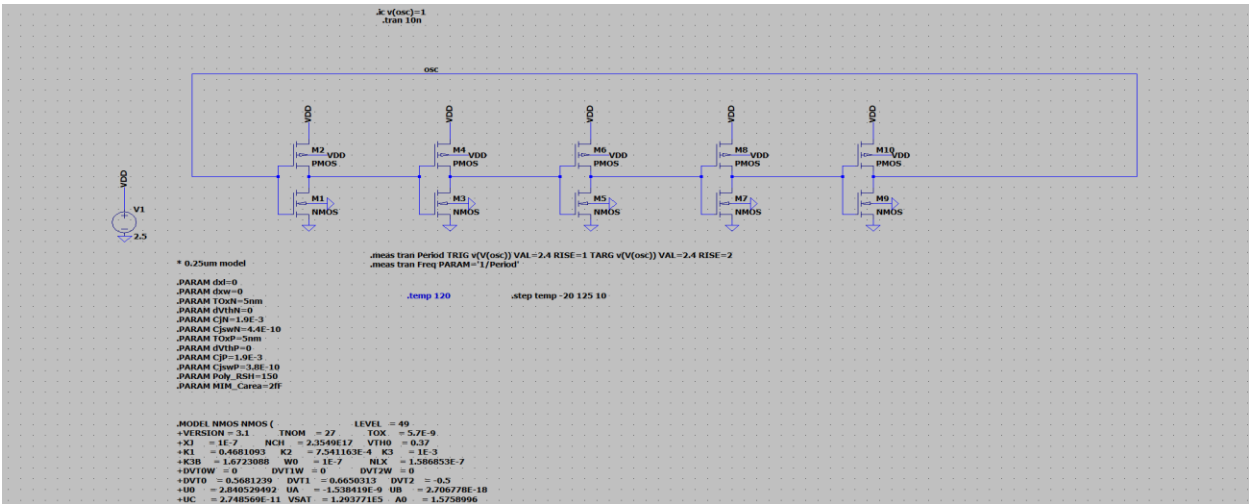 .ic v(osc)=1
.tran 10n
osc
VDD VDD VDD VDD VDD
M2 VDD PMOS
M4 VDD PMOS
M6 VDD PMOS
M8 VDD PMOS
M10 VDD PMOS
M1 NMOS
M3 NMOS
M5 NMOS
M7 NMOS
M9 NMOS
VDD
V1
2.5
.meas tran Period TRIG v(V(osc)) VAL=2.4 RISE=1 TARG v(V(osc)) VAL=2.4 RISE=2
.meas tran Freq PARAM='1/Period'
* 0.25um model
.temp 120 .step temp -20 125 10
.PARAM dxl=0
.PARAM dxw=0
.PARAM TOxN=5nm
.PARAM dVthN=0
.PARAM CjN=1.9E-3
.PARAM CjswN=4.4E-10
.PARAM TOxP=5nm
.PARAM dVthP=0
.PARAM CjP=1.9E-3
.PARAM CjswP=3.8E-10
.PARAM Poly_RSH=150
.PARAM MIM_Carea=2fF
.MODEL NMOS NMOS ( LEVEL = 49
+VERSION = 3.1 TNOM = 27 TOX = 5.7E-9
+XJ = 1E-7 NCH = 2.3549E17 VTH0 = 0.37
+K1 = 0.4681093 K2 = 7.541163E-4 K3 = 1E-3
+K3B = 1.6723088 W0 = 1E-7 NLX = 1.586853E-7
+DVT0W = 0 DVT1W = 0 DVT2W = 0
+DVT0 = 0.5681239 DVT1 = 0.6650313 DVT2 = -0.5
+U0 = 2.840529492 UA = -1.538419E-9 UB = 2.706778E-18
+UC = 2.748569E-11 VSAT = 1.293771E5 A0 = 1.5758996